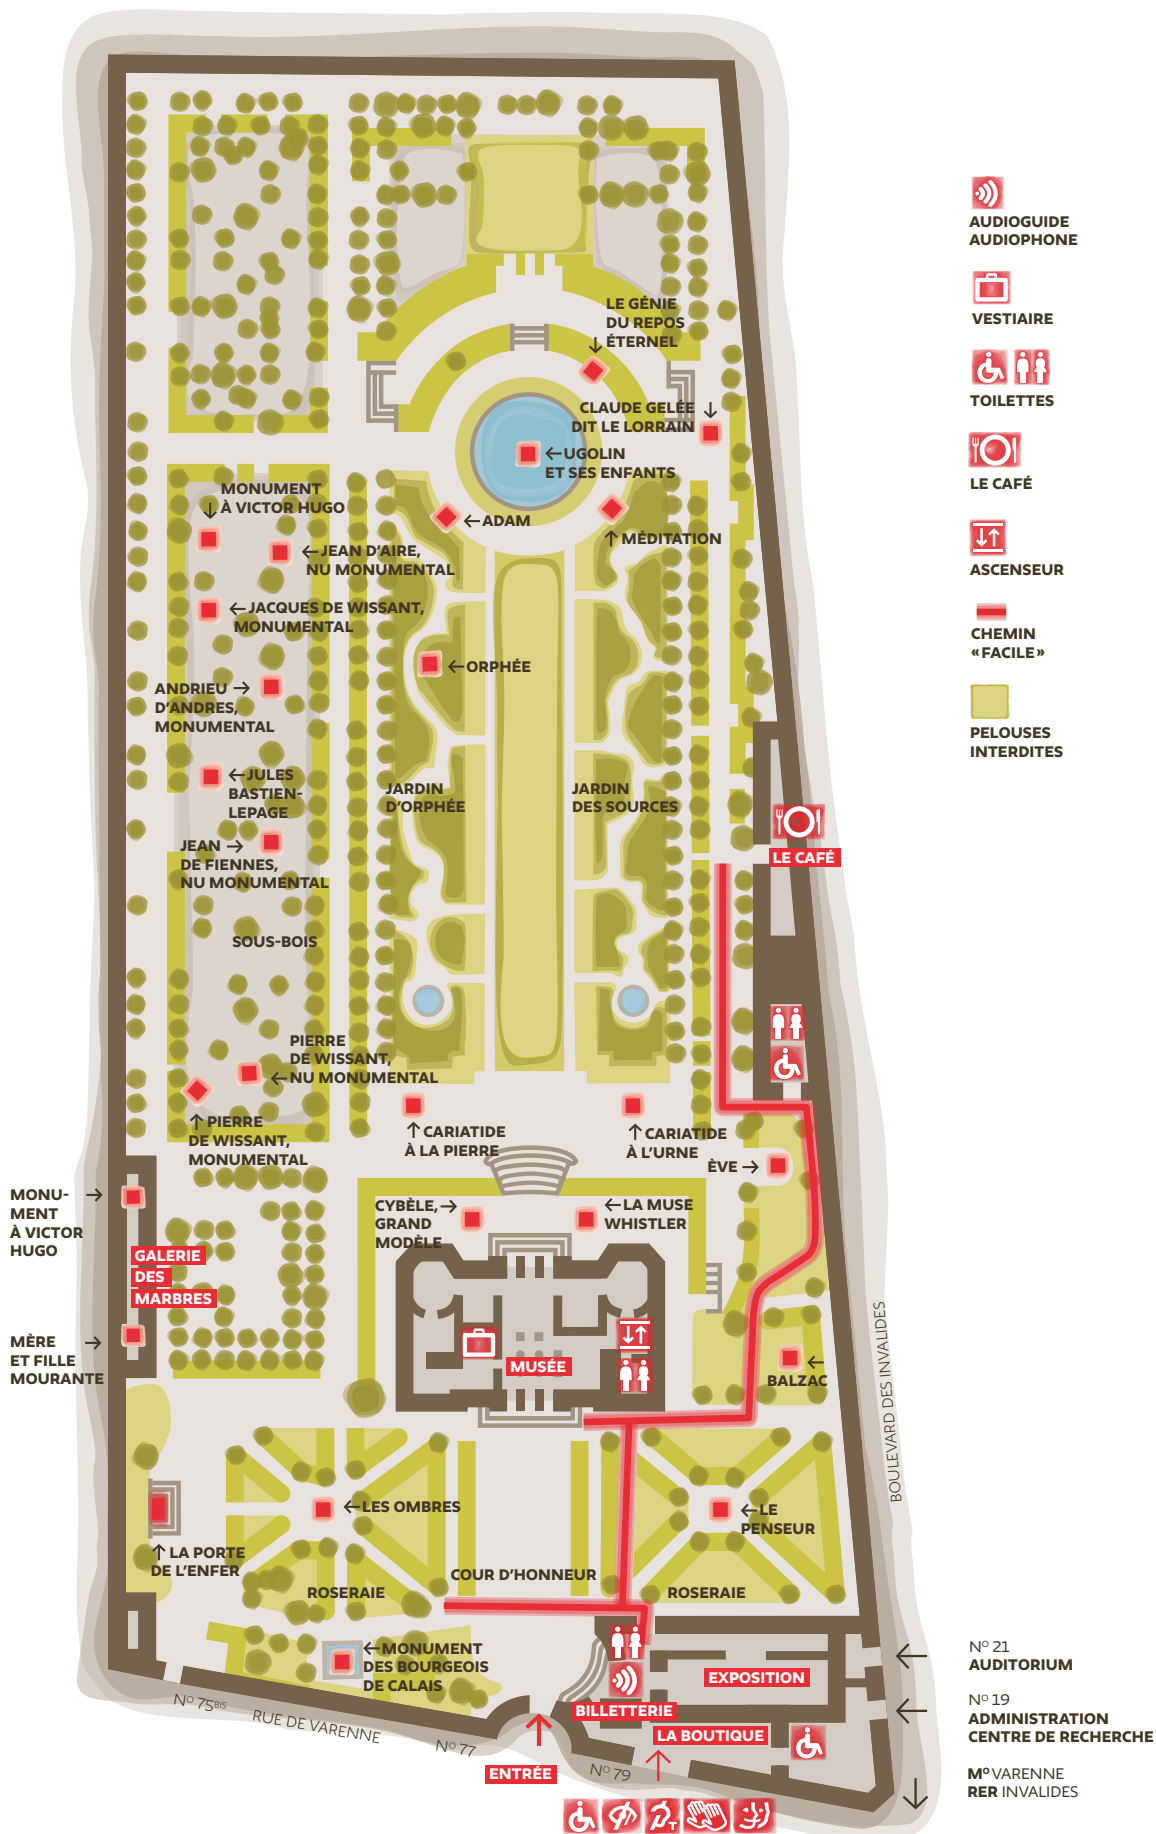 LE GÉNIE
DU REPOS
ÉTERNEL
CLAUDE GELÉE
DIT LE LORRAIN
UGOLIN
ET SES ENFANTS
MONUMENT
À VICTOR HUGO
ADAM
MÉDITATION
JEAN D'AIRE,
NU MONUMENTAL
JACQUES DE WISSANT,
MONUMENTAL
ORPHÉE
ANDRIEU
D'ANDRES,
MONUMENTAL
JULES
BASTIEN-
LEPAGE
JARDIN
D'ORPHÉE
JARDIN
DES SOURCES
JEAN
DE FIENNES,
NU MONUMENTAL
LE CAFÉ
SOUS-BOIS
PIERRE
DE WISSANT,
NU MONUMENTAL
PIERRE
DE WISSANT,
MONUMENTAL
CARIATIDE
À LA PIERRE
CARIATIDE
À L'URNE
ÈVE
MONU-
MENT
À VICTOR
HUGO
CYBÈLE,
GRAND
MODÈLE
LA MUSE
WHISTLER
GALERIE
DES
MARBRES
MÈRE
ET FILLE
MOURANTE
MUSÉE
BALZAC
BOULEVARD DES INVALIDES
LES OMBRES
LE
PENSEUR
LA PORTE
DE L'ENFER
COUR D'HONNEUR
ROSERAIE
ROSERAIE
MONUMENT
DES BOURGEOIS
DE CALAIS
EXPOSITION
BILLETTERIE
LA BOUTIQUE
Nº 75BIS
RUE DE VARENNE
Nº 77
ENTRÉE
Nº 79
T
AUDIOGUIDE
AUDIOPHONE
VESTIAIRE
TOILETTES
LE CAFÉ
ASCENSEUR
CHEMIN
«FACILE»
PELOUSES
INTERDITES
Nº 21
AUDITORIUM
Nº 19
ADMINISTRATION
CENTRE DE RECHERCHE
Mº VARENNE
RER INVALIDES